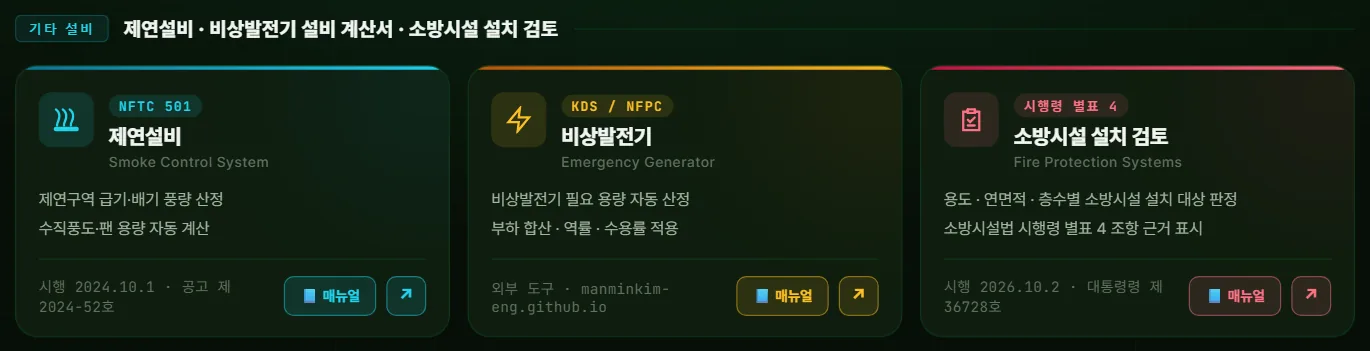 기타 설비
제연설비 · 비상발전기 설비 계산서 · 소방시설 설치 검토
NFTC 501
제연설비
Smoke Control System
제연구역 급기·배기 풍량 산정
수직풍도·팬 용량 자동 계산
시행 2024.10.1 · 공고 제
2024-52호
매뉴얼
KDS / NFPC
비상발전기
Emergency Generator
비상발전기 필요 용량 자동 산정
부하 합산 · 역률 · 수용률 적용
외부 도구 · manminkim-
eng.github.io
매뉴얼
시행령 별표 4
소방시설 설치 검토
Fire Protection Systems
용도 · 연면적 · 층수별 소방시설 설치 대상 판정
소방시설법 시행령 별표 4 조항 근거 표시
시행 2026.10.2 · 대통령령 제
36728호
매뉴얼